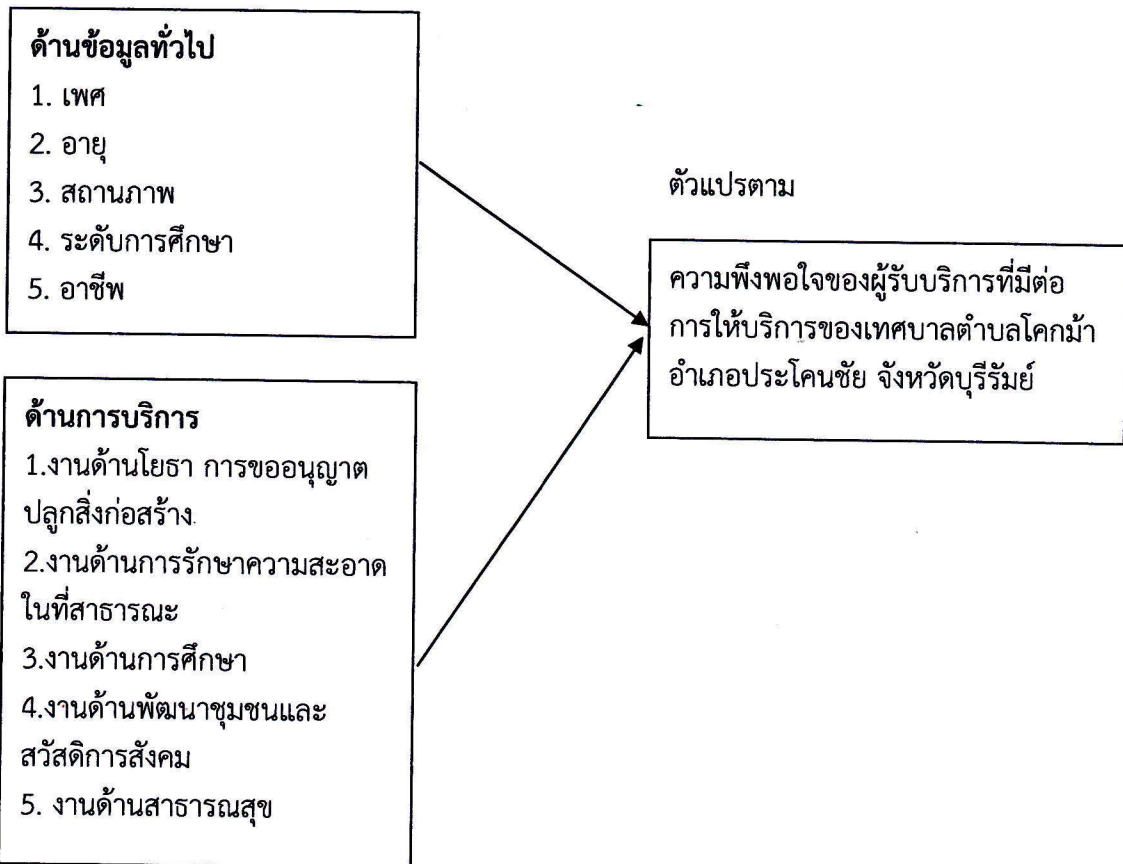 ด้านข้อมูลทั่วไป
1. เพศ
2. อายุ
3. สถานภาพ
4. ระดับการศึกษา
5. อาชีพ
ตัวแปรตาม
ความพึงพอใจของผู้รับบริการที่มีต่อ
การให้บริการของเทศบาลตำบลโคกม้า
อำเภอประโคนชัย จังหวัดบุรีรัมย์
ด้านการบริการ
1.งานด้านโยธา การขออนุญาต
ปลูกสิ่งก่อสร้าง
2.งานด้านการรักษาความสะอาด
ในที่สาธารณะ
3.งานด้านการศึกษา
4.งานด้านพัฒนาชุมชนและ
สวัสดิการสังคม
5. งานด้านสาธารณสุข